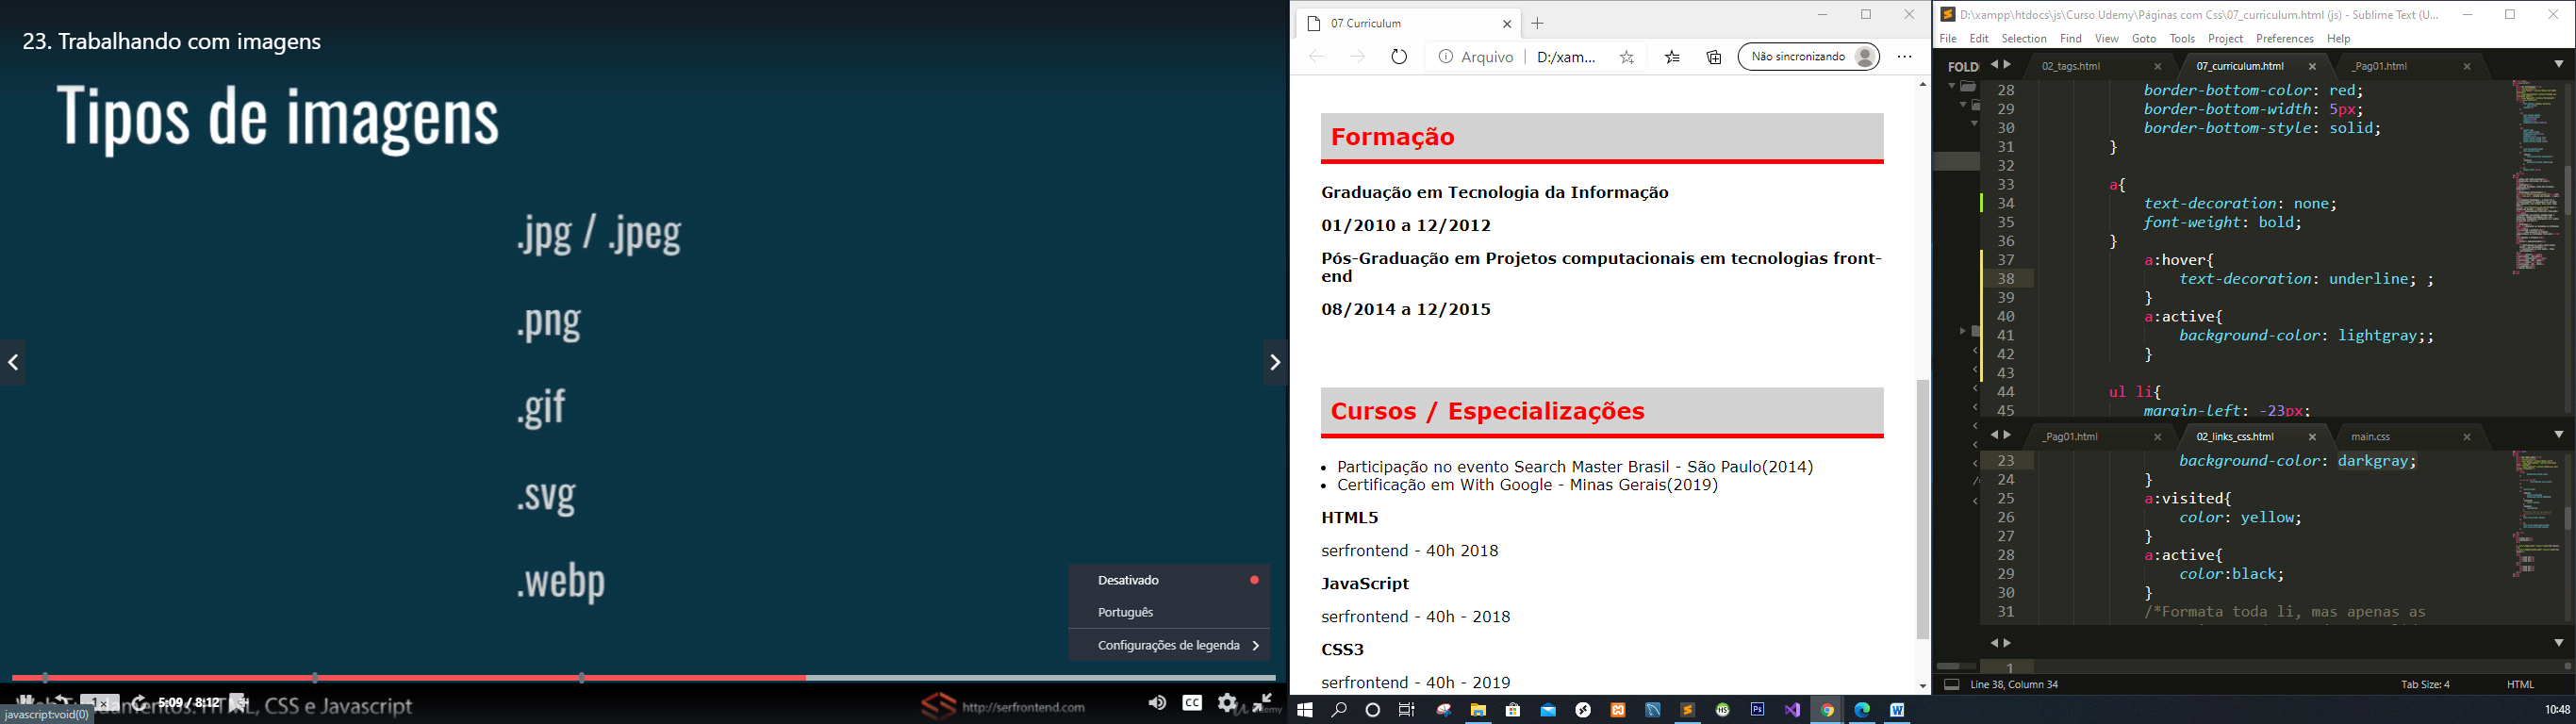 23. Trabalhando com imagens
Tipos de imagens
.jpg / .jpeg
.png
.gif
.svg
.webp
Desativado
Português
Configurações de legenda
5:09 / 8:12
, CSS e Javascript
http://serfrontend.com
CC
javascript:void(0)
07 Curriculum
Arquivo
D:/xam...
Não sincronizando
Formação
Graduação em Tecnologia da Informação
01/2010 a 12/2012
Pós-Graduação em Projetos computacionais em tecnologias front-
end
08/2014 a 12/2015
Cursos / Especializações
Participação no evento Search Master Brasil - São Paulo(2014)
Certificação em With Google - Minas Gerais(2019)
HTML5
serfrontend - 40h 2018
JavaScript
serfrontend - 40h - 2018
CSS3
serfrontend - 40h - 2019
D:\xampp\htdocs\js\Curso Udemy\Páginas com Css\07_curriculum.html (js) - Sublime Text (U...
File Edit Selection Find View Goto Tools Project Preferences Help
FOLD
02_tags.html
07_curriculum.html
_Pag01.html
28 border-bottom-color: red;
29 border-bottom-width: 5px;
30 border-bottom-style: solid;
31 }
32
33 a{
34 text-decoration: none;
35 font-weight: bold;
36 }
37 a:hover{
38 text-decoration: underline; ;
39 }
40 a:active{
41 background-color: lightgray;;
42 }
43
44 ul li{
45 margin-left: -23px;
_Pag01.html
02_links_css.html
main.css
23 background-color: darkgray;
24 }
25 a:visited{
26 color: yellow;
27 }
28 a:active{
29 color:black;
30 }
31 /*Formata toda li, mas apenas as
1
Line 38, Column 34
Tab Size: 4
HTML
10:48